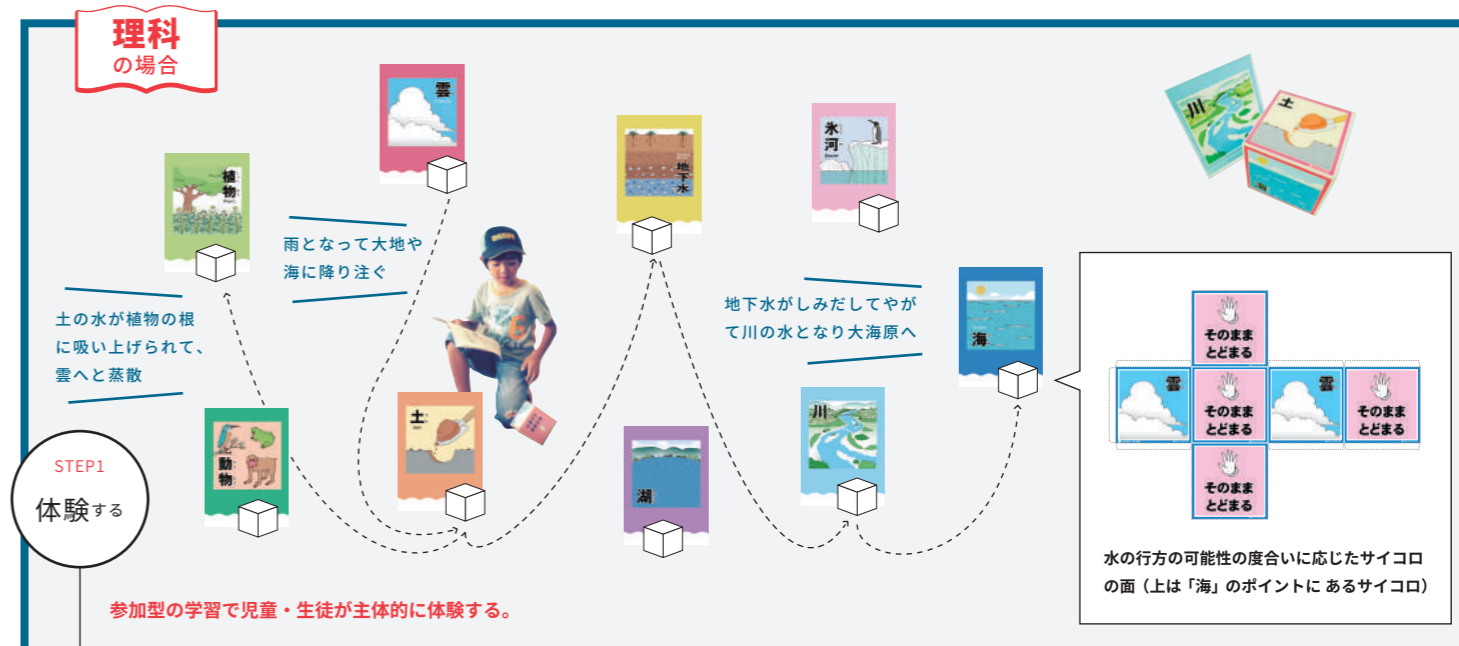 理科
の場合
雲
氷河
地下水
植物
川
土
雨となって大地や
海に降り注ぐ
土の水が植物の根
に吸い上げられて、
雲へと蒸散
地下水がしみだしてやが
て川の水となり大海原へ
海
動物
土
湖
川
STEP1
体験する
そのまま
とどまる
雲
そのまま
とどまる
雲
そのまま
とどまる
そのまま
とどまる
水の行方の可能性の度合いに応じたサイコロ
の面（上は「海」のポイントに あるサイコロ）
参加型の学習で児童・生徒が主体的に体験する。